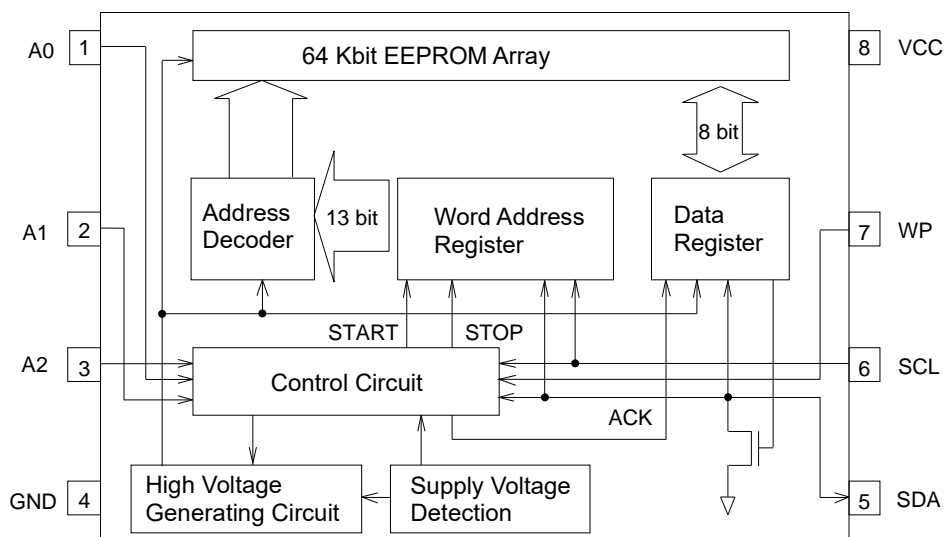 A0
1
64 Kbit EEPROM Array
8
VCC
8 bit
A1
2
Address
Decoder
13 bit
Word Address
Register
Data
Register
7
WP
START
STOP
A2
3
Control Circuit
6
SCL
ACK
GND
4
High Voltage
Generating Circuit
Supply Voltage
Detection
5
SDA